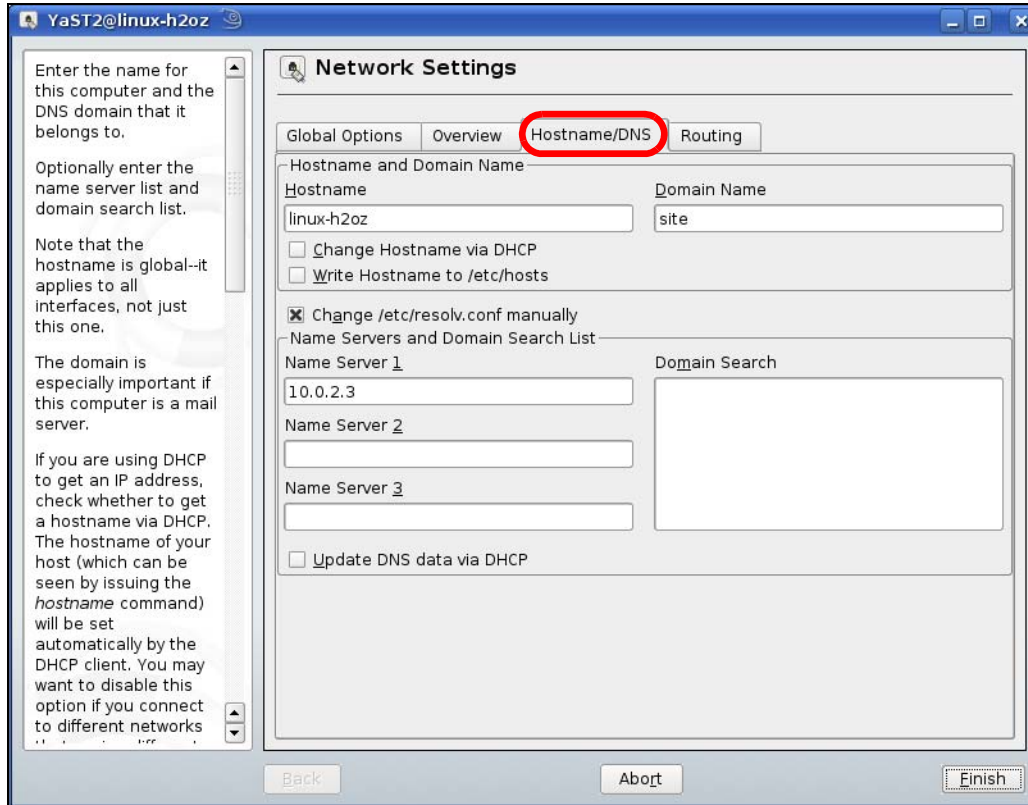 YaST2@linux-h2oz
Enter the name for
this computer and the
DNS domain that it
belongs to.
Optionally enter the
name server list and
domain search list.
Note that the
hostname is global--it
applies to all
interfaces, not just
this one.
The domain is
especially important if
this computer is a mail
server.
If you are using DHCP
to get an IP address,
check whether to get
a hostname via DHCP.
The hostname of your
host (which can be
seen by issuing the
hostname command)
will be set
automatically by the
DHCP client. You may
want to disable this
option if you connect
to different networks
Network Settings
Global Options
Overview
Hostname/DNS
Routing
Hostname and Domain Name
Hostname
Domain Name
linux-h2oz
site
Change Hostname via DHCP
Write Hostname to /etc/hosts
Change /etc/resolv.conf manually
Name Servers and Domain Search List
Name Server 1
Domain Search
10.0.2.3
Name Server 2
Name Server 3
Update DNS data via DHCP
Back
Abort
Finish